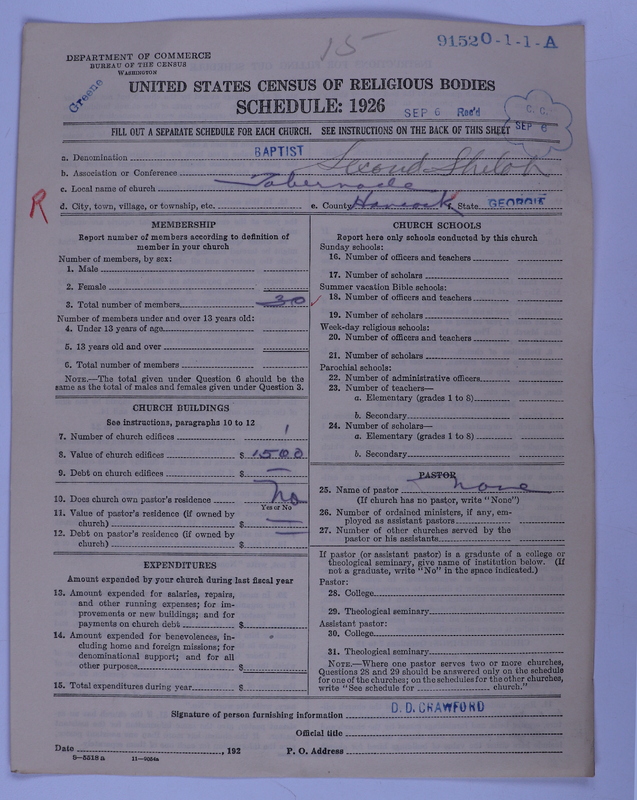 15
91520-1-1-A
DEPARTMENT OF COMMERCE
BUREAU OF THE CENSUS
WASHINGTON
Greene
UNITED STATES CENSUS OF RELIGIOUS BODIES
SCHEDULE: 1926
SEP 6 Rec'd
C. C.
SEP 6
FILL OUT A SEPARATE SCHEDULE FOR EACH CHURCH. SEE INSTRUCTIONS ON THE BACK OF THIS SHEET
a. Denomination BAPTIST
b. Association or Conference Second Shiloh
c. Local name of church Tabernacle
d. City, town, village, or township, etc. e. County Hancock State GEORGIA
R
MEMBERSHIP
Report number of members according to definition of
member in your church
Number of members, by sex:
1. Male
2. Female
3. Total number of members 30
Number of members under and over 13 years old:
4. Under 13 years of age
5. 13 years old and over
6. Total number of members
NOTE.—The total given under Question 6 should be the
same as the total of males and females given under Question 3.
CHURCH BUILDINGS
See instructions, paragraphs 10 to 12
7. Number of church edifices 1
8. Value of church edifices $ 1500
9. Debt on church edifices $ —
10. Does church own pastor's residence No
Yes or No
11. Value of pastor's residence (if owned by
church) $ —
12. Debt on pastor's residence (if owned by
church) $ —
EXPENDITURES
Amount expended by your church during last fiscal year
13. Amount expended for salaries, repairs,
and other running expenses; for im-
provements or new buildings; and for
payments on church debt $
14. Amount expended for benevolences, in-
cluding home and foreign missions; for
denominational support; and for all
other purposes $
15. Total expenditures during year $
CHURCH SCHOOLS
Report here only schools conducted by this church
Sunday schools:
16. Number of officers and teachers
17. Number of scholars
Summer vacation Bible schools:
18. Number of officers and teachers
19. Number of scholars
Week-day religious schools:
20. Number of officers and teachers
21. Number of scholars
Parochial schools:
22. Number of administrative officers
23. Number of teachers—
a. Elementary (grades 1 to 8)
b. Secondary
24. Number of scholars—
a. Elementary (grades 1 to 8)
b. Secondary
PASTOR
25. Name of pastor none
(If church has no pastor, write "None")
26. Number of ordained ministers, if any, em-
ployed as assistant pastors
27. Number of other churches served by the
pastor or his assistants
If pastor (or assistant pastor) is a graduate of a college or
theological seminary, give name of institution below. (If
not a graduate, write "No" in the space indicated.)
Pastor:
28. College
29. Theological seminary
Assistant pastor:
30. College
31. Theological seminary
NOTE.—Where one pastor serves two or more churches,
Questions 28 and 29 should be answered only on the schedule
for one of the churches; on the schedules for the other churches,
write "See schedule for church."
Signature of person furnishing information D. D. CRAWFORD
Official title
Date , 192 P. O. Address
9—5518 a 11—9054a